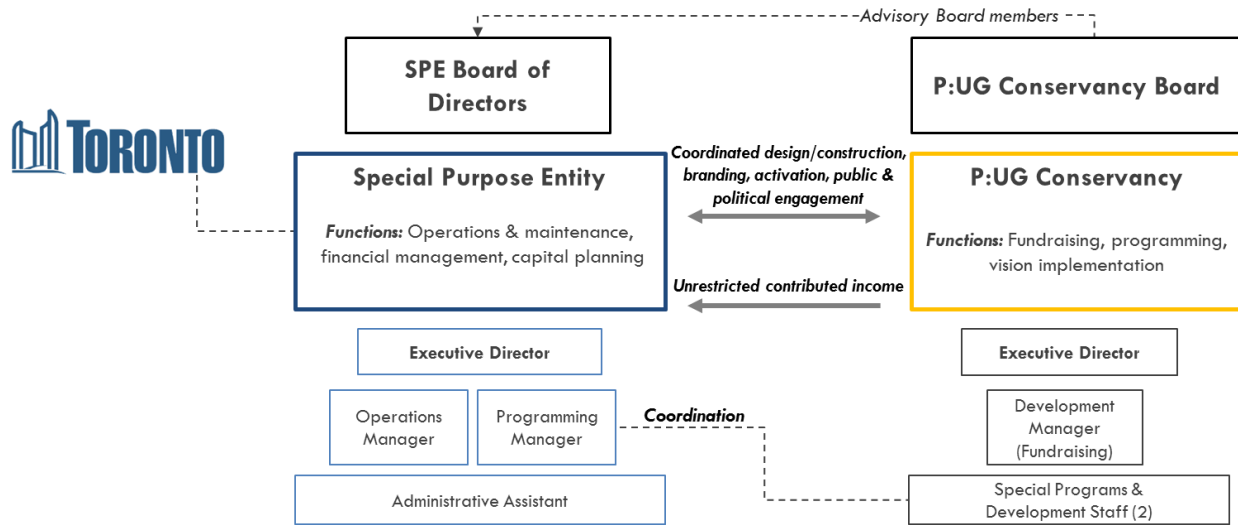 Advisory Board members
SPE Board of
Directors
P:UG Conservancy Board
TORONTO
Special Purpose Entity
Functions: Operations & maintenance,
financial management, capital planning
Coordinated design/construction,
branding, activation, public &
political engagement
P:UG Conservancy
Functions: Fundraising, programming,
vision implementation
Unrestricted contributed income
Executive Director
Operations
Manager
Programming
Manager
Coordination
Administrative Assistant
Executive Director
Development
Manager
(Fundraising)
Special Programs &
Development Staff (2)